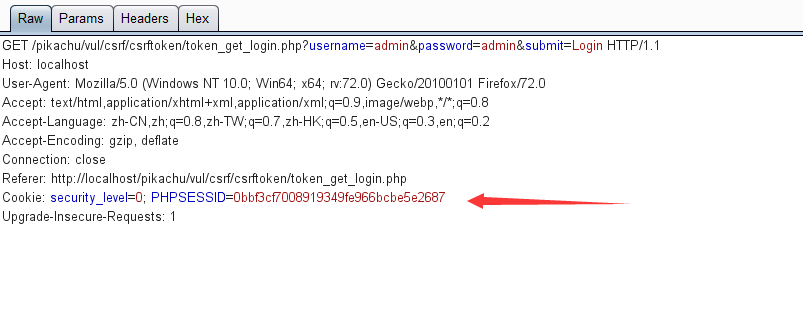 Raw Params Headers Hex
GET /pikachu/vul/csrf/csrftoken/token_get_login.php?username=admin&password=admin&submit=Login HTTP/1.1
Host: localhost
User-Agent: Mozilla/5.0 (Windows NT 10.0; Win64; x64; rv:72.0) Gecko/20100101 Firefox/72.0
Accept: text/html,application/xhtml+xml,application/xml;q=0.9,image/webp,*/*;q=0.8
Accept-Language: zh-CN,zh;q=0.8,zh-TW;q=0.7,zh-HK;q=0.5,en-US;q=0.3,en;q=0.2
Accept-Encoding: gzip, deflate
Connection: close
Referer: http://localhost/pikachu/vul/csrf/csrftoken/token_get_login.php
Cookie: security_level=0; PHPSESSID=0bbf3cf7008919349fe966bcbe5e2687
Upgrade-Insecure-Requests: 1